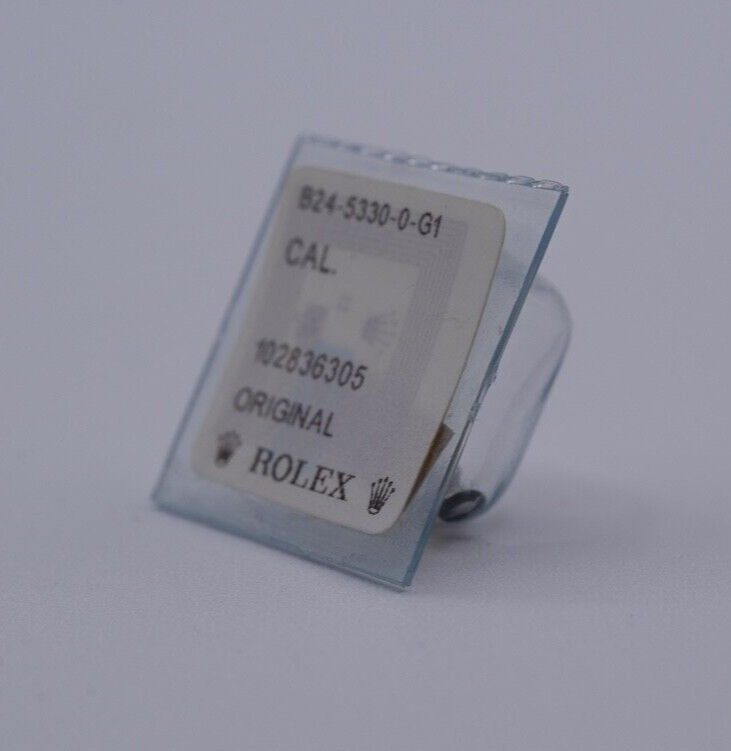 B24-5330-0-G1
CAL.
102836305
ORIGINAL
ROLEX